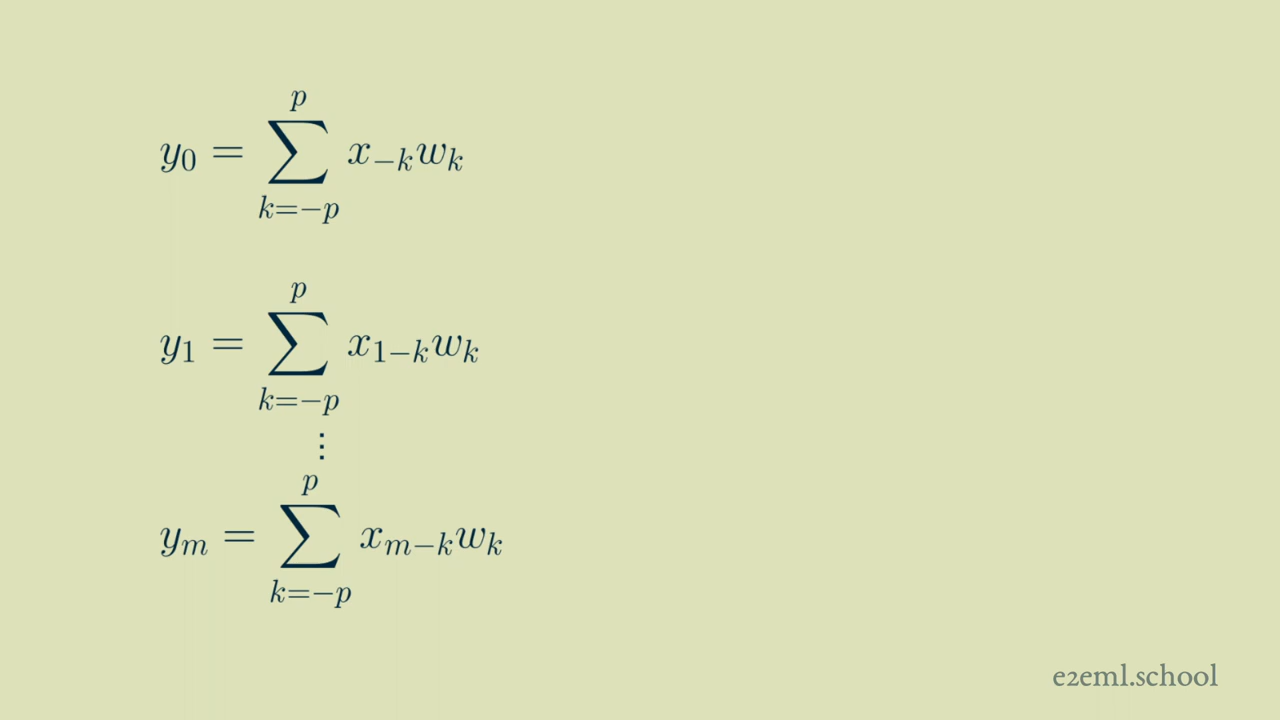 $y_0 = \sum_{k=-p}^{p} x_{-k} w_k$
$y_1 = \sum_{k=-p}^{p} x_{1-k} w_k$
⋮
$y_m = \sum_{k=-p}^{p} x_{m-k} w_k$
e2eml.school